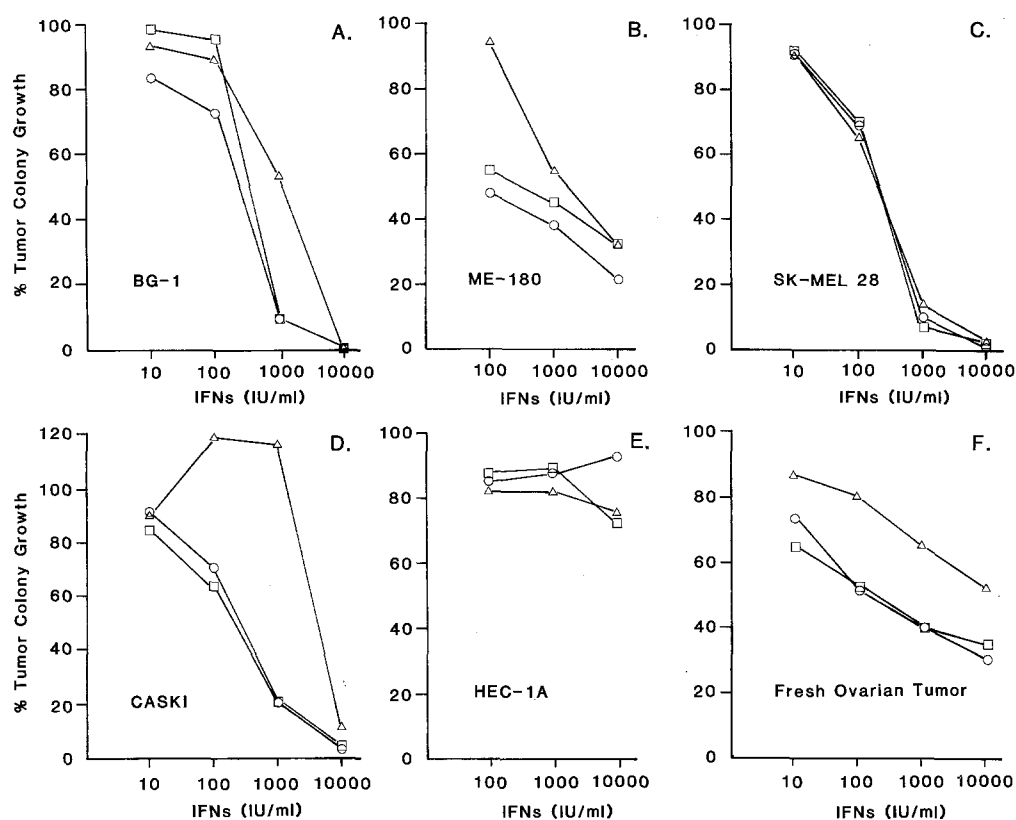 A.
% Tumor Colony Growth
100
80
60
40
20
0
BG-1
10 100 1000 10000
IFNs (IU/ml)
B.
100
80
60
40
20
0
ME-180
100 1000 10000
IFNs (IU/ml)
C.
100
80
60
40
20
0
SK-MEL 28
10 100 1000 10000
IFNs (IU/ml)
D.
% Tumor Colony Growth
120
100
80
60
40
20
0
CASKI
10 100 1000 10000
IFNs (IU/ml)
E.
100
80
60
40
20
0
HEC-1A
100 1000 10000
IFNs (IU/ml)
F.
100
80
60
40
20
0
Fresh Ovarian Tumor
10 100 1000 10000
IFNs (IU/ml)